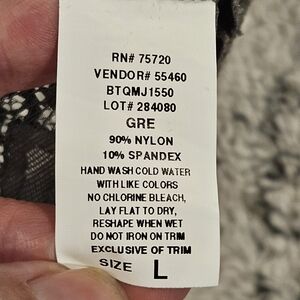 RN# 75720
VENDOR# 55460
BTQMJ1550
LOT# 284080
GRE
90% NYLON
10% SPANDEX
HAND WASH COLD WATER
WITH LIKE COLORS
NO CHLORINE BLEACH,
LAY FLAT TO DRY,
RESHAPE WHEN WET
DO NOT IRON ON TRIM
EXCLUSIVE OF TRIM
SIZE L